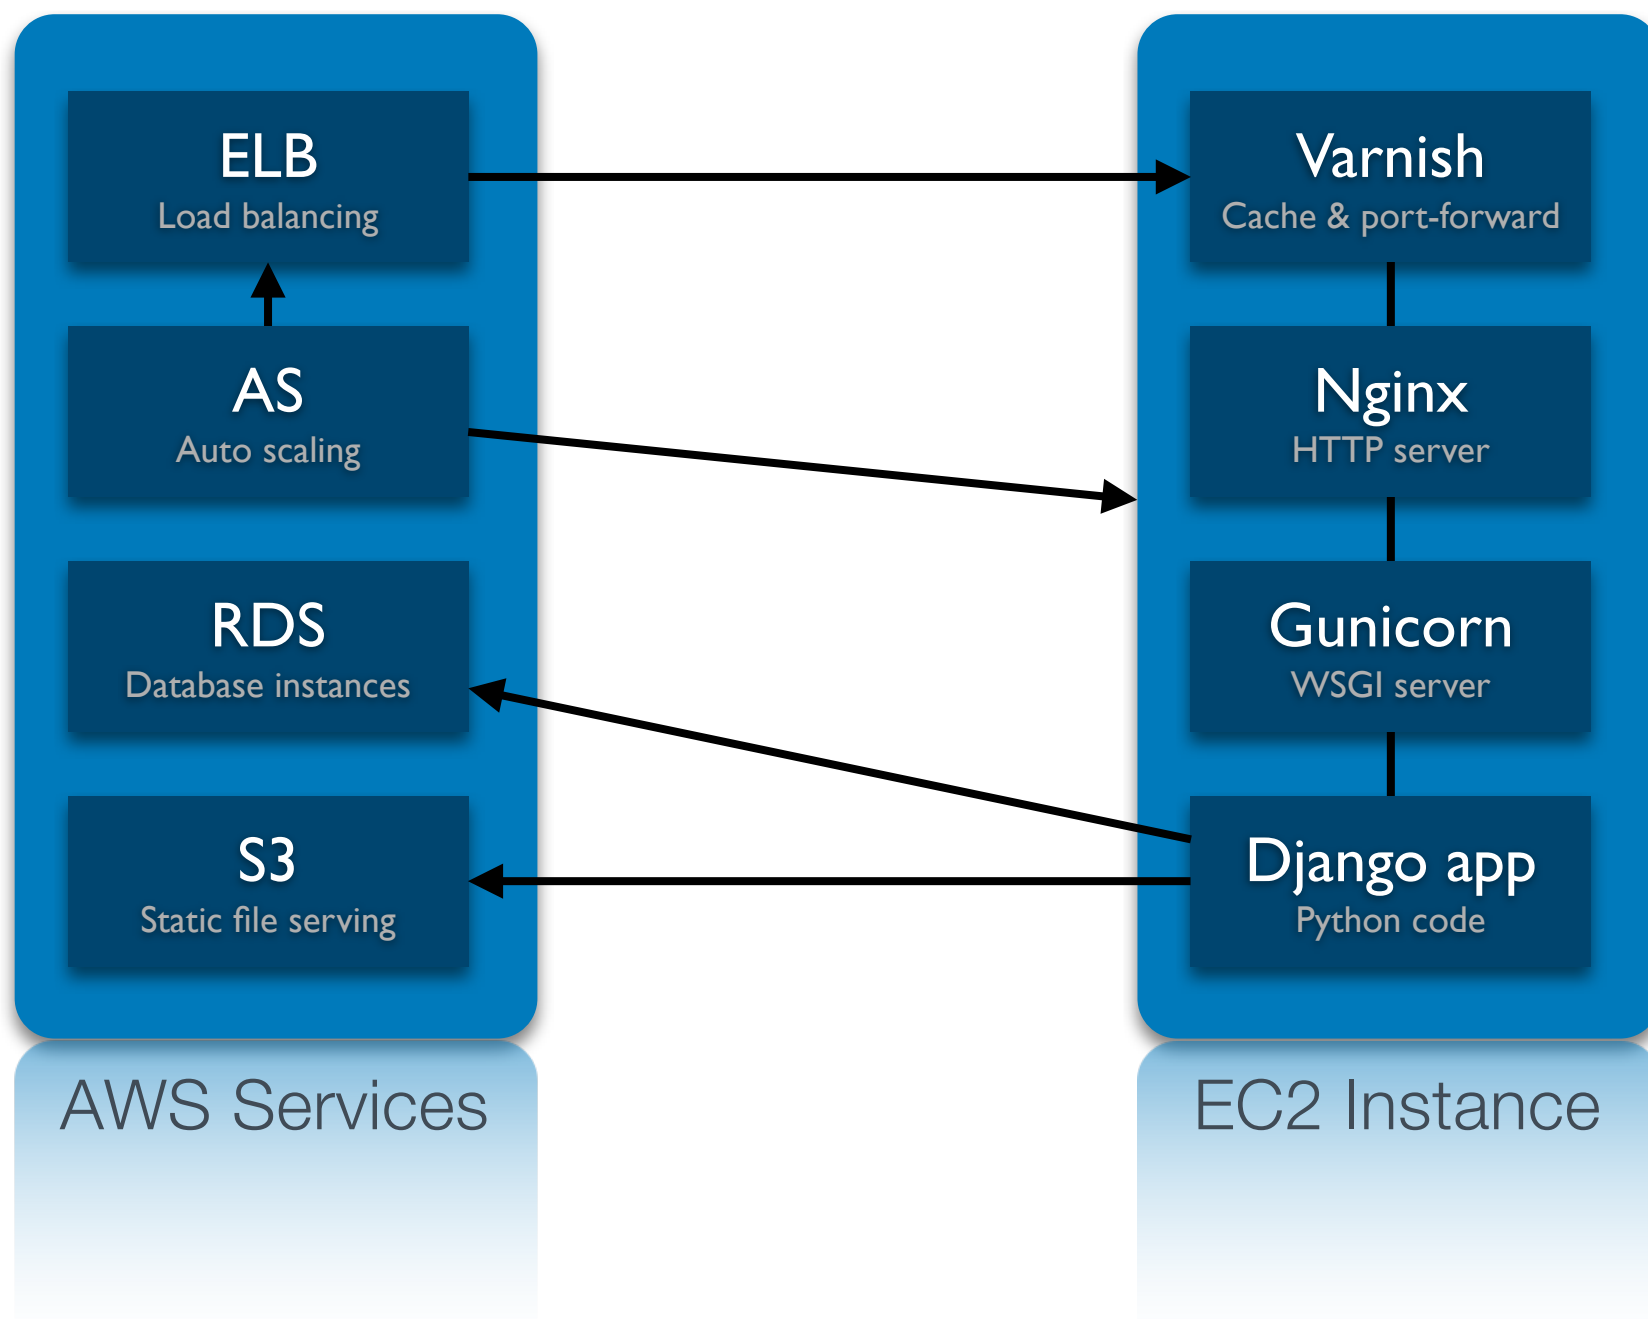 ELB
Load balancing
AS
Auto scaling
RDS
Database instances
S3
Static file serving
AWS Services
Varnish
Cache & port-forward
Nginx
HTTP server
Gunicorn
WSGI server
Django app
Python code
EC2 Instance